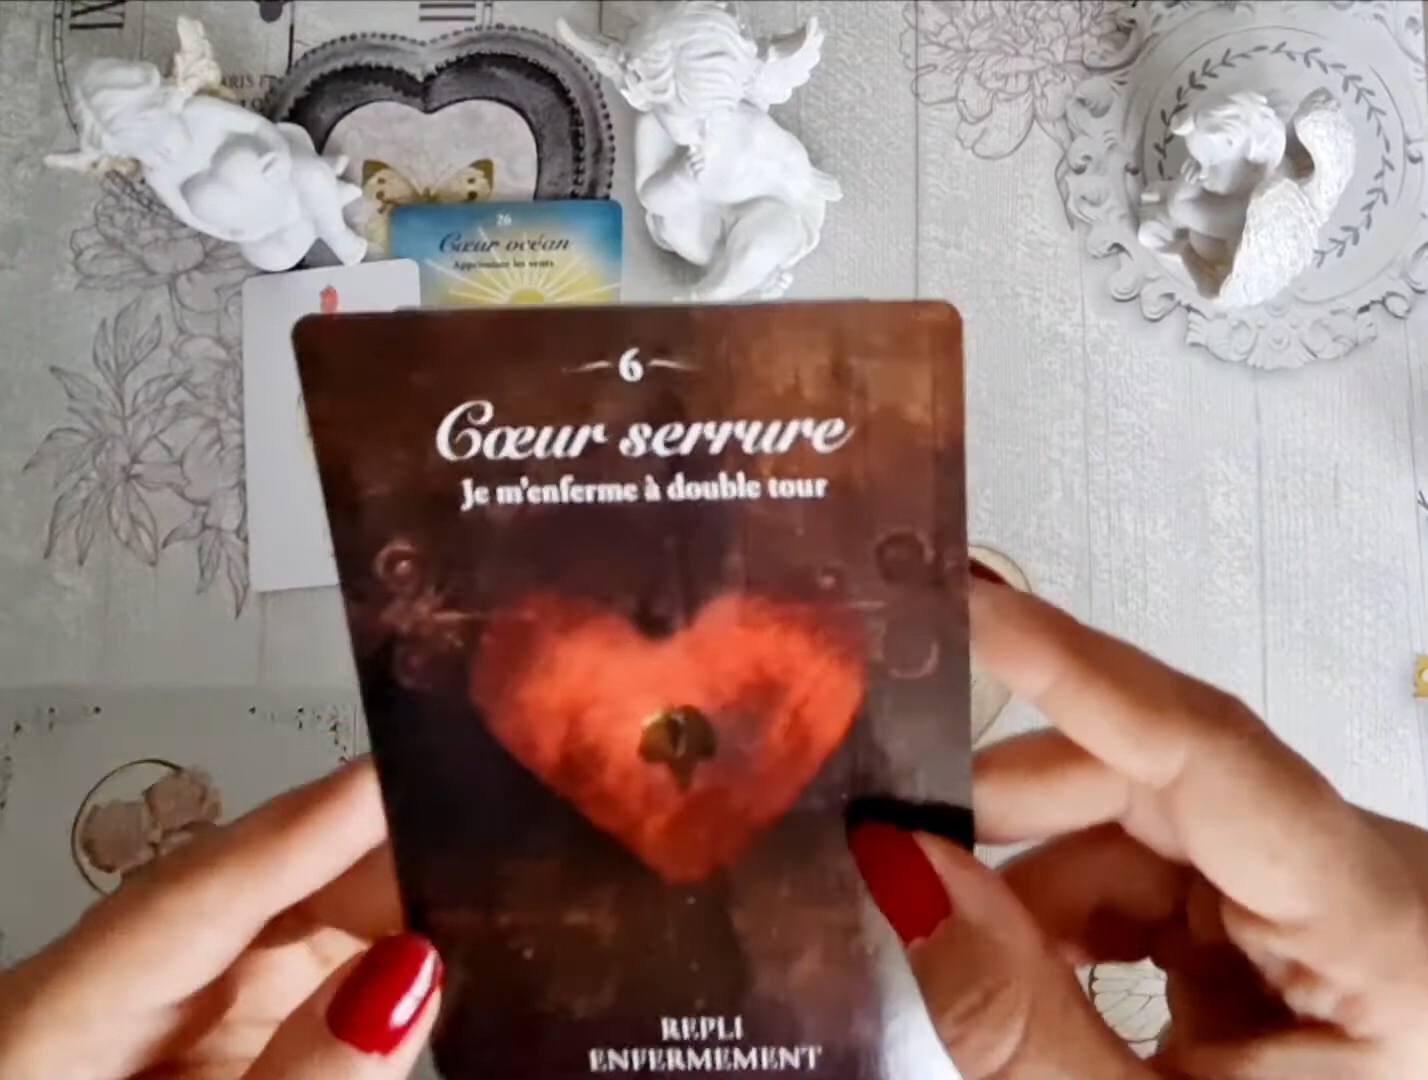 26
Cœur océan
6
Cœur serrure
Je m'enferme à double tour
REPLI
ENFERMEMENT